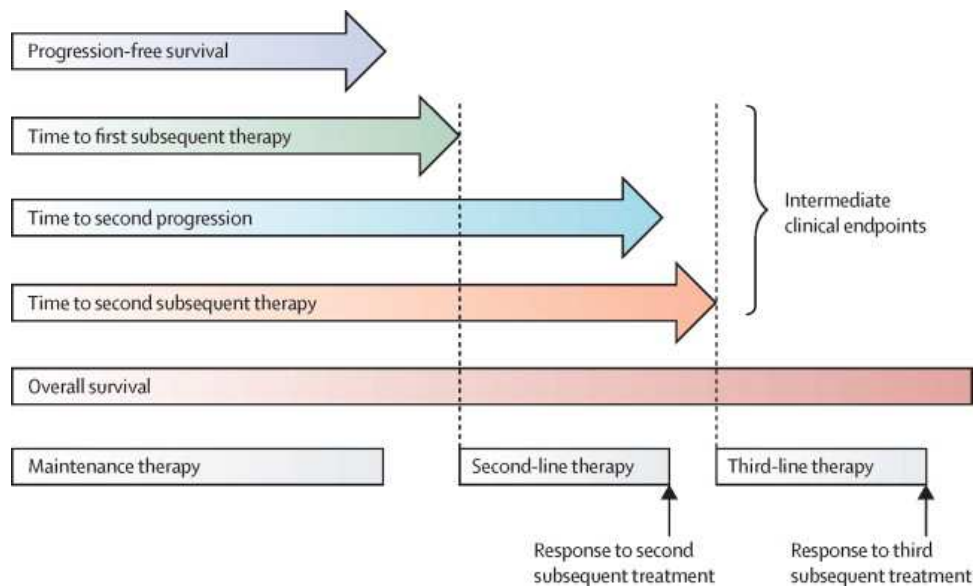 Progression-free survival
Time to first subsequent therapy
Time to second progression
Intermediate
clinical endpoints
Time to second subsequent therapy
Overall survival
Maintenance therapy
Second-line therapy
Third-line therapy
Response to second
subsequent treatment
Response to third
subsequent treatment